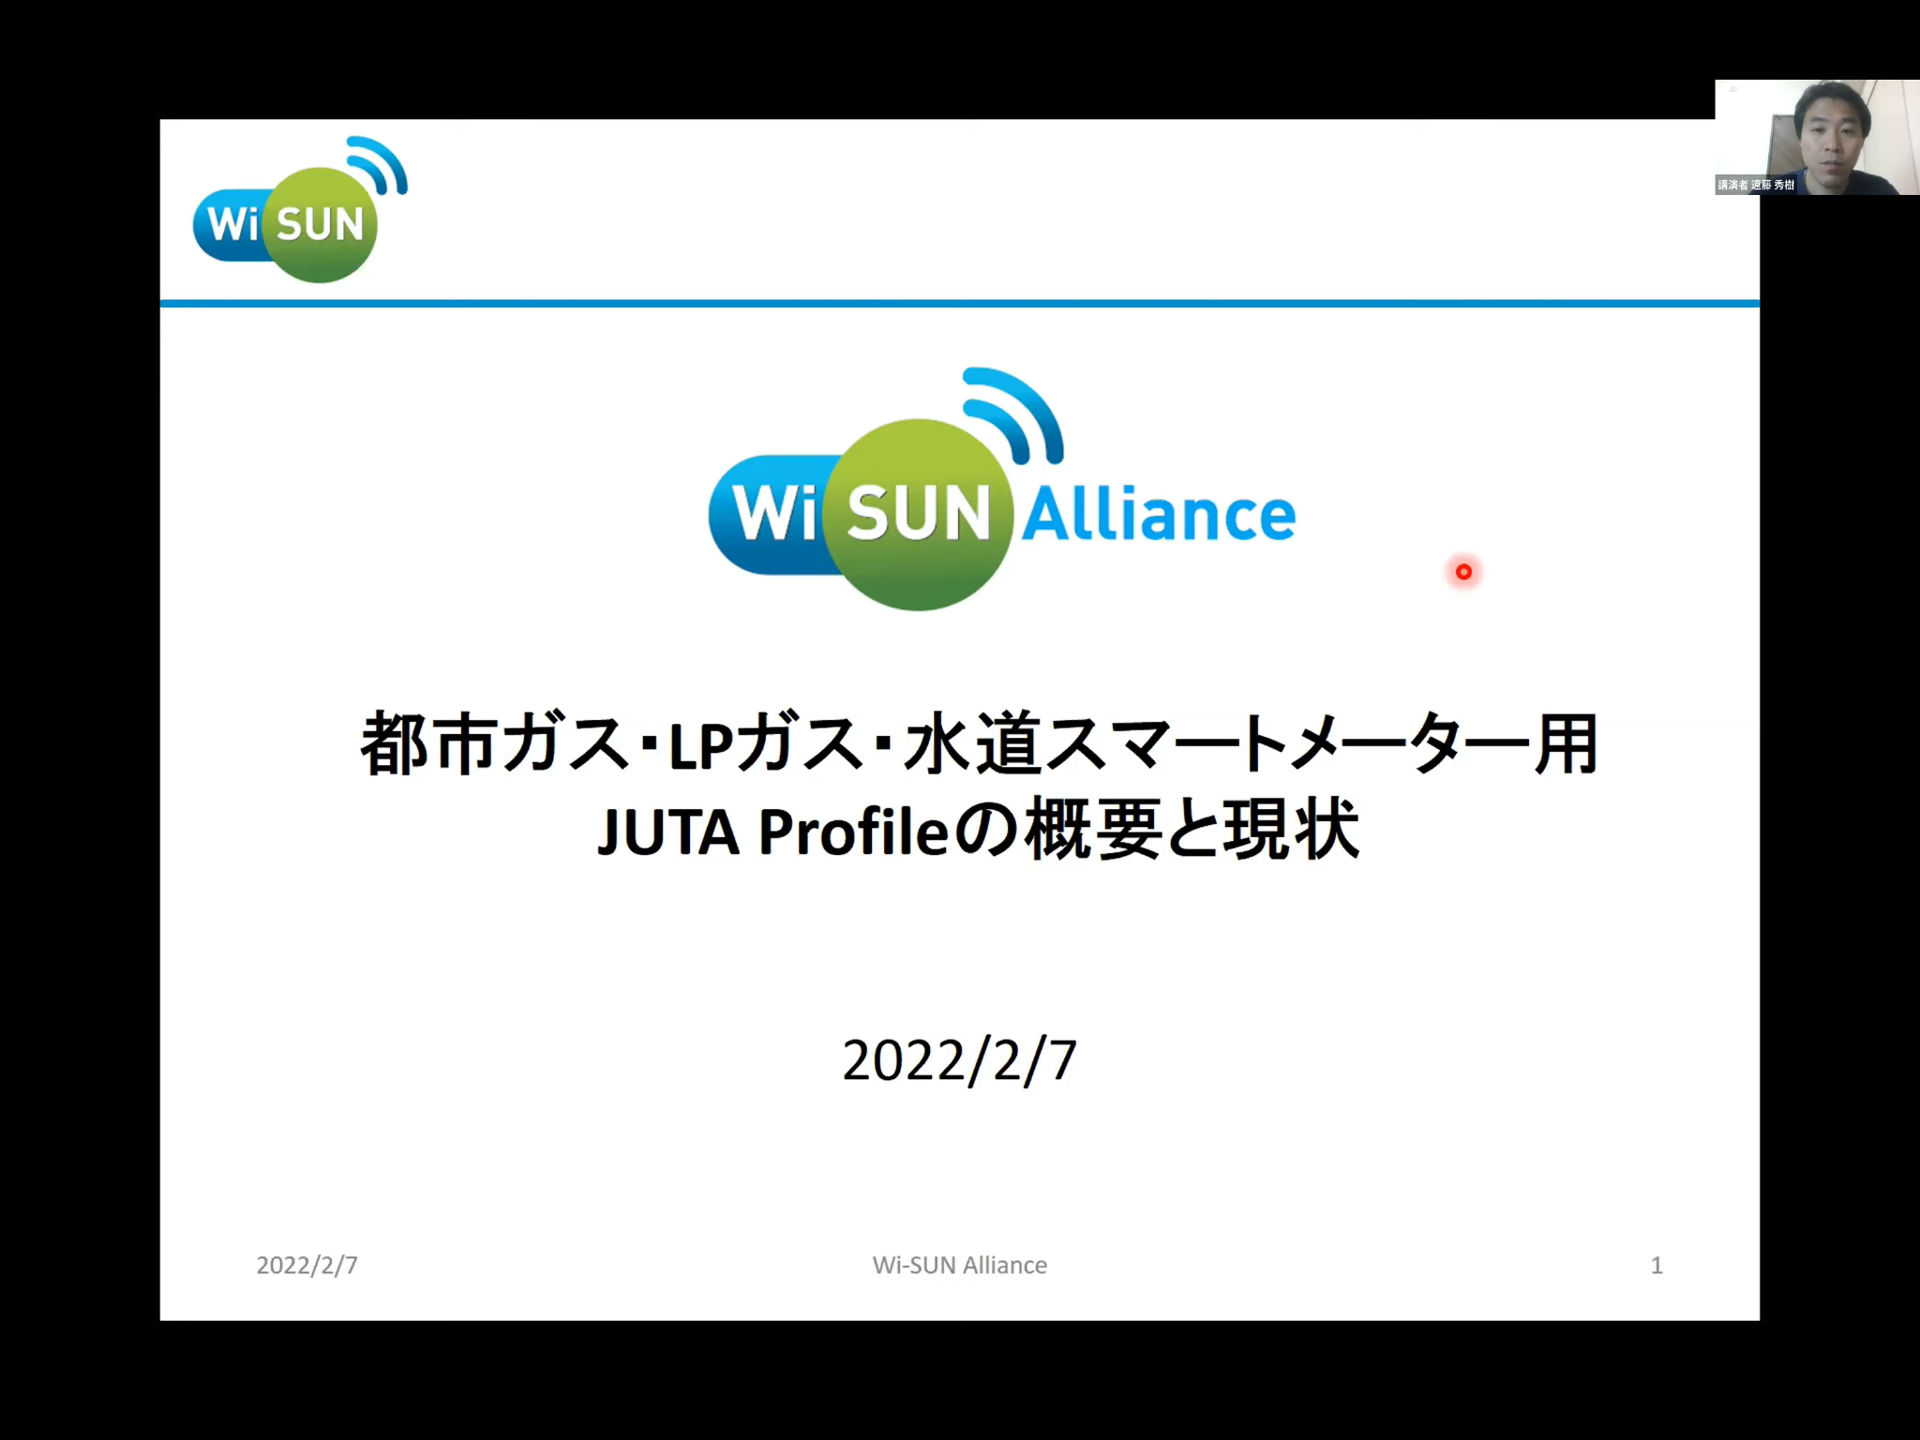 Wi SUN
講演者 遠藤 秀樹
Wi SUN Alliance
都市ガス・LPガス・水道スマートメーター用
JUTA Profileの概要と現状
2022/2/7
2022/2/7
Wi-SUN Alliance
1